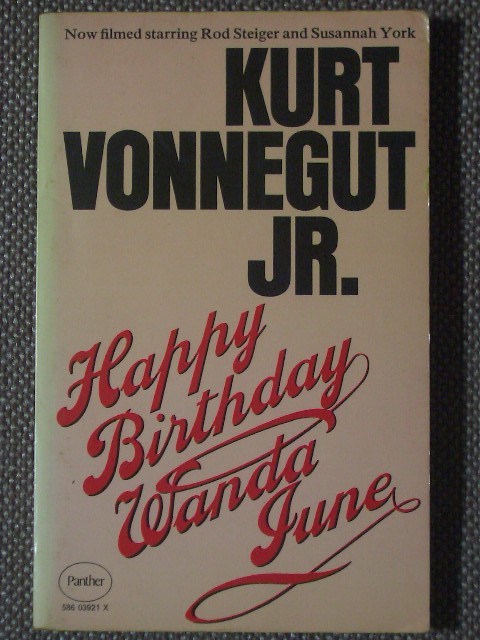 Now filmed starring Rod Steiger and Susannah York
KURT
VONNEGUT
JR.
Happy
Birthday
Wanda
June
Panther
586 03921 X